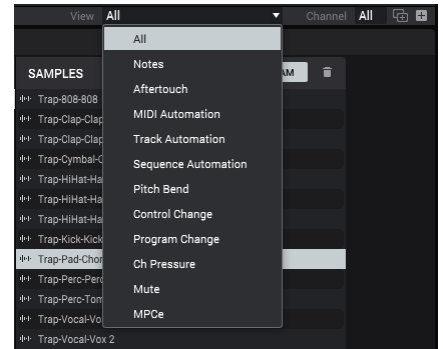 View All Channel All
All
Notes
Aftertouch
MIDI Automation
Track Automation
Sequence Automation
Pitch Bend
Control Change
Program Change
Ch Pressure
Mute
MPCe
SAMPLES AM
Trap-808-808
Trap-Clap-Clap
Trap-Clap-Clap
Trap-Cymbal-C
Trap-HiHat-Ha
Trap-HiHat-Ha
Trap-HiHat-Ha
Trap-Kick-Kick
Trap-Pad-Chor
Trap-Perc-Perc
Trap-Perc-Tom
Trap-Vocal-Vo
Trap-Vocal-Vox 2